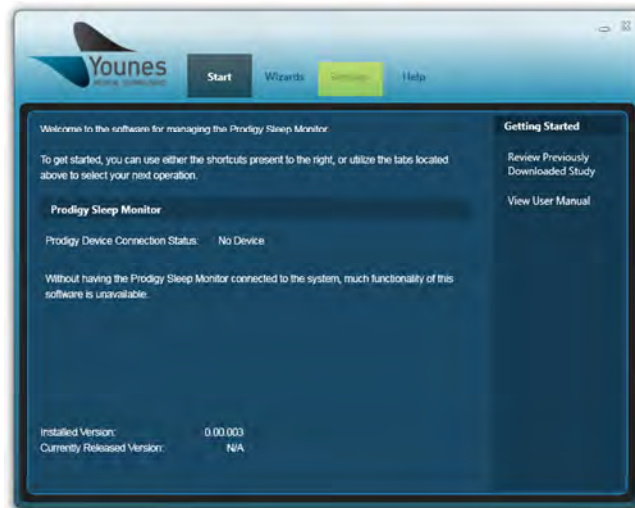 Younes
Start Wizards Help
Welcome to the software for managing the Prodigy Sleep Monitor.
To get started, you can use either the shortcuts present to the right, or utilize the tabs located
above to select your next operation.
Prodigy Sleep Monitor
Prodigy Device Connection Status: No Device
Without having the Prodigy Sleep Monitor connected to the system, much functionality of this
software is unavailable.
Installed Version: 0.00.003
Currently Released Version: N/A
Getting Started
Review Previously
Downloaded Study
View User Manual